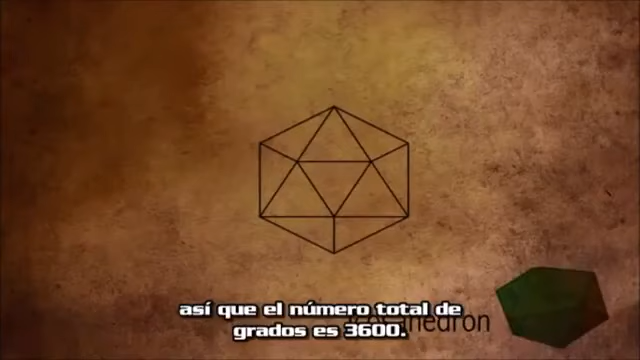 así que el número total de
grados es 3600.